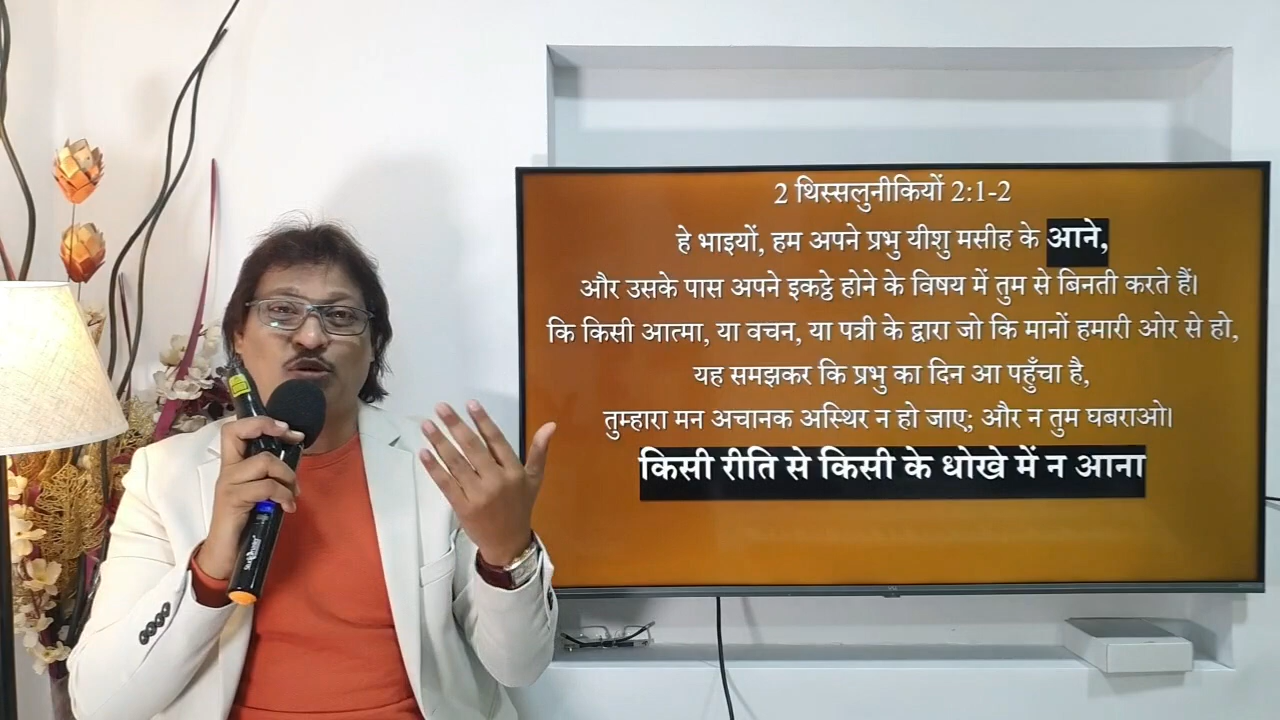 2 थिस्सलुनीकियों 2:1-2
हे भाइयों, हम अपने प्रभु यीशु मसीह के आने,
और उसके पास अपने इकट्ठे होने के विषय में तुम से बिनती करते हैं।
कि किसी आत्मा, या वचन, या पत्री के द्वारा जो कि मानों हमारी ओर से हो,
यह समझकर कि प्रभु का दिन आ पहुँचा है,
तुम्हारा मन अचानक अस्थिर न हो जाए; और न तुम घबराओ।
किसी रीति से किसी के धोखे में न आना